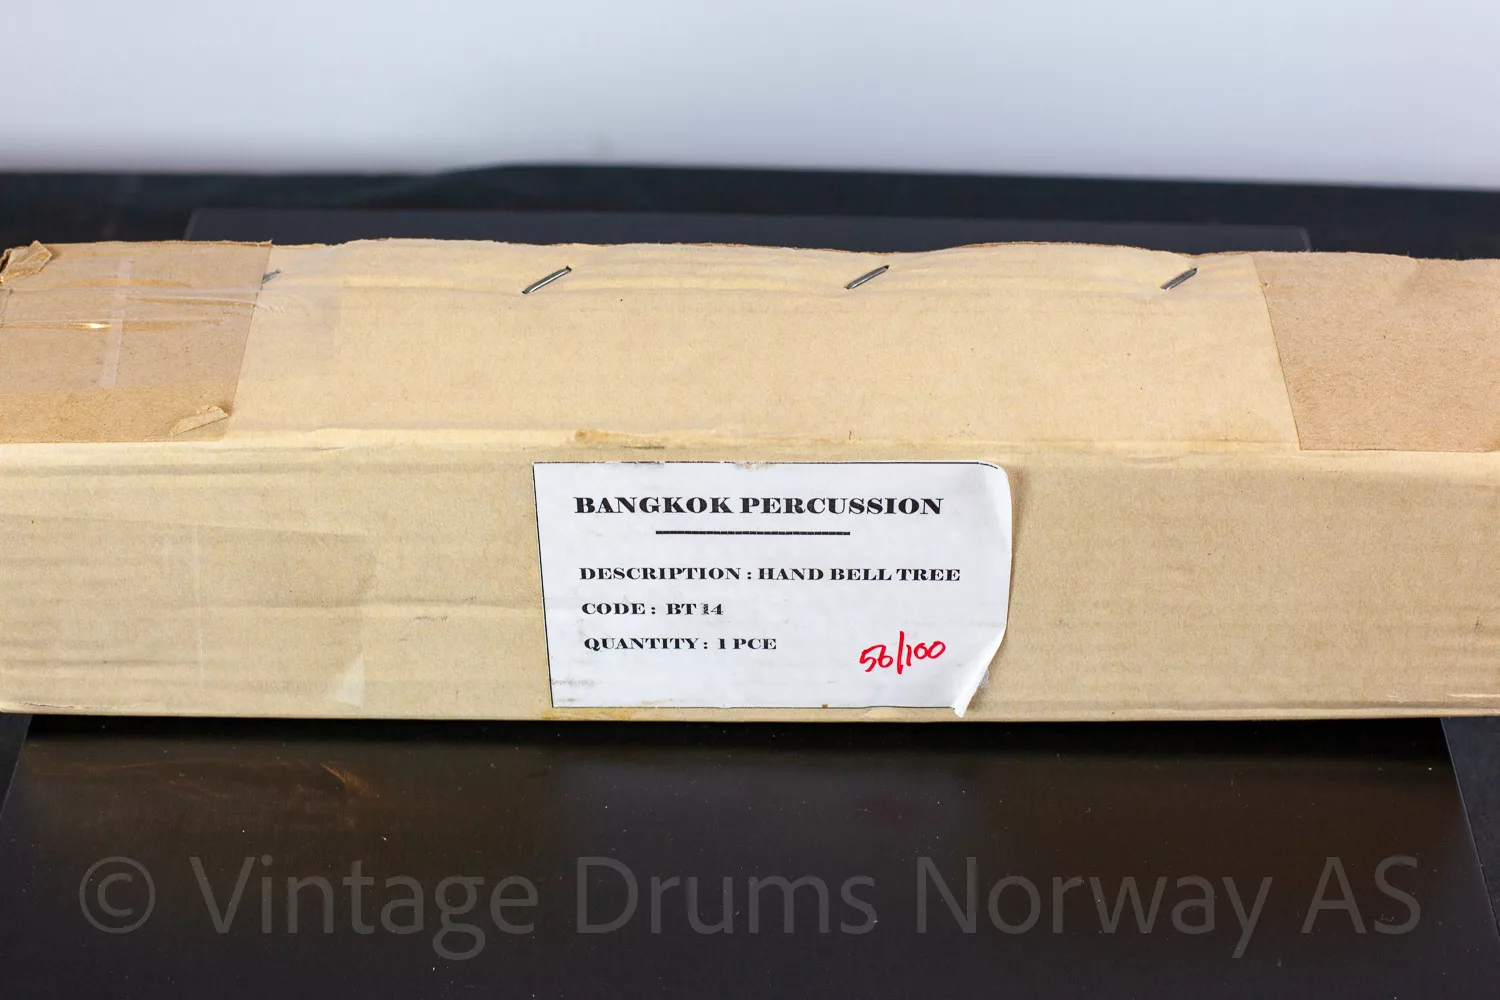 BANGKOK PERCUSSION
DESCRIPTION : HAND BELL TREE
CODE : BT 14
QUANTITY : 1 PCE
56/100
© Vintage Drums Norway AS